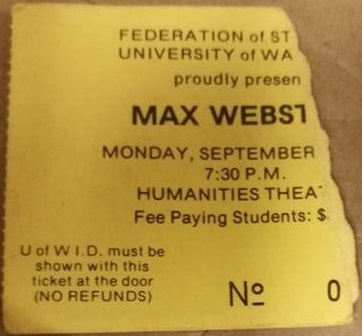 FEDERATION of ST
UNIVERSITY of WA
proudly presen
MAX WEBST
MONDAY, SEPTEMBER
7:30 P.M.
HUMANITIES THEA
Fee Paying Students: $
U of W I.D. must be
shown with this
ticket at the door
(NO REFUNDS)
Nº 0